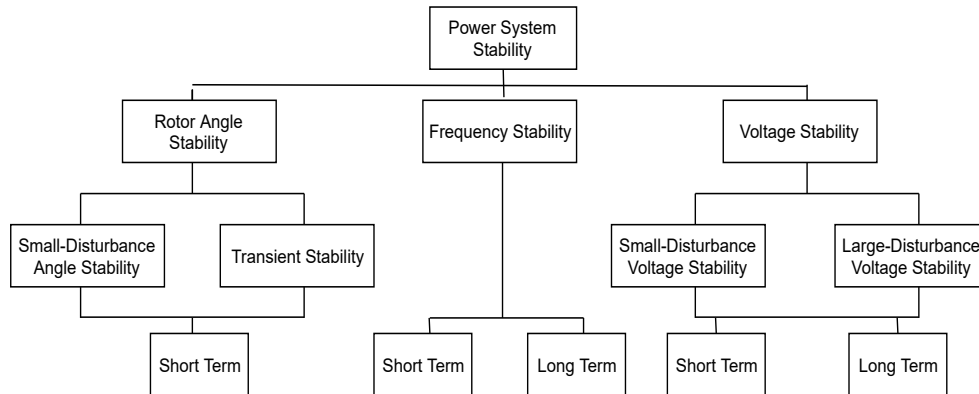 Power System
Stability
Rotor Angle
Stability
Frequency Stability
Voltage Stability
Small-Disturbance
Angle Stability
Transient Stability
Small-Disturbance
Voltage Stability
Large-Disturbance
Voltage Stability
Short Term
Short Term
Long Term
Short Term
Long Term